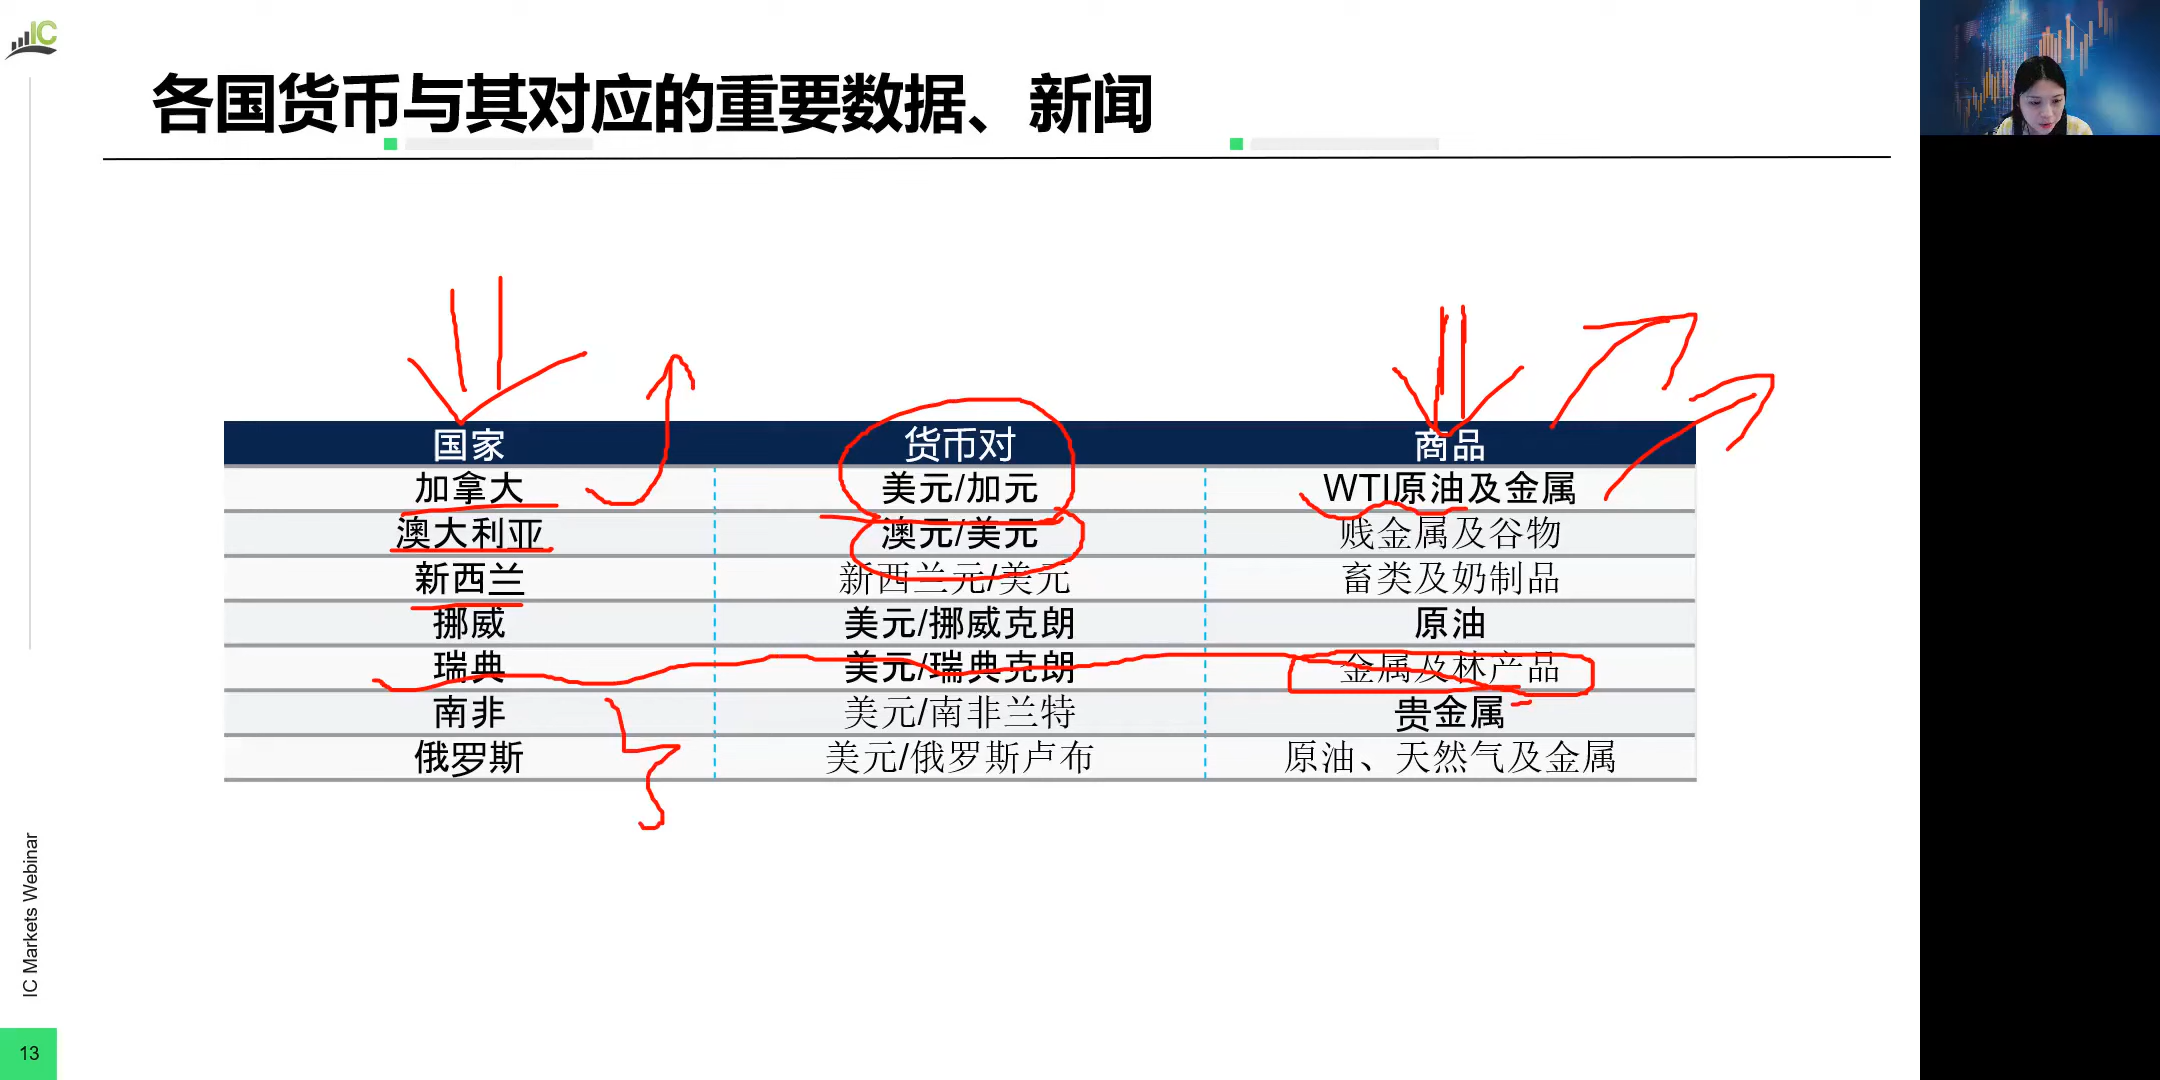 IC
各国货币与其对应的重要数据、新闻
国家 货币对 商品
加拿大 美元/加元 WTI原油及金属
澳大利亚 澳元/美元 贱金属及谷物
新西兰 新西兰元/美元 畜类及奶制品
挪威 美元/挪威克朗 原油
瑞典 美元/瑞典克朗 金属及林产品
南非 美元/南非兰特 贵金属
俄罗斯 美元/俄罗斯卢布 原油、天然气及金属
IC Markets Webinar
13